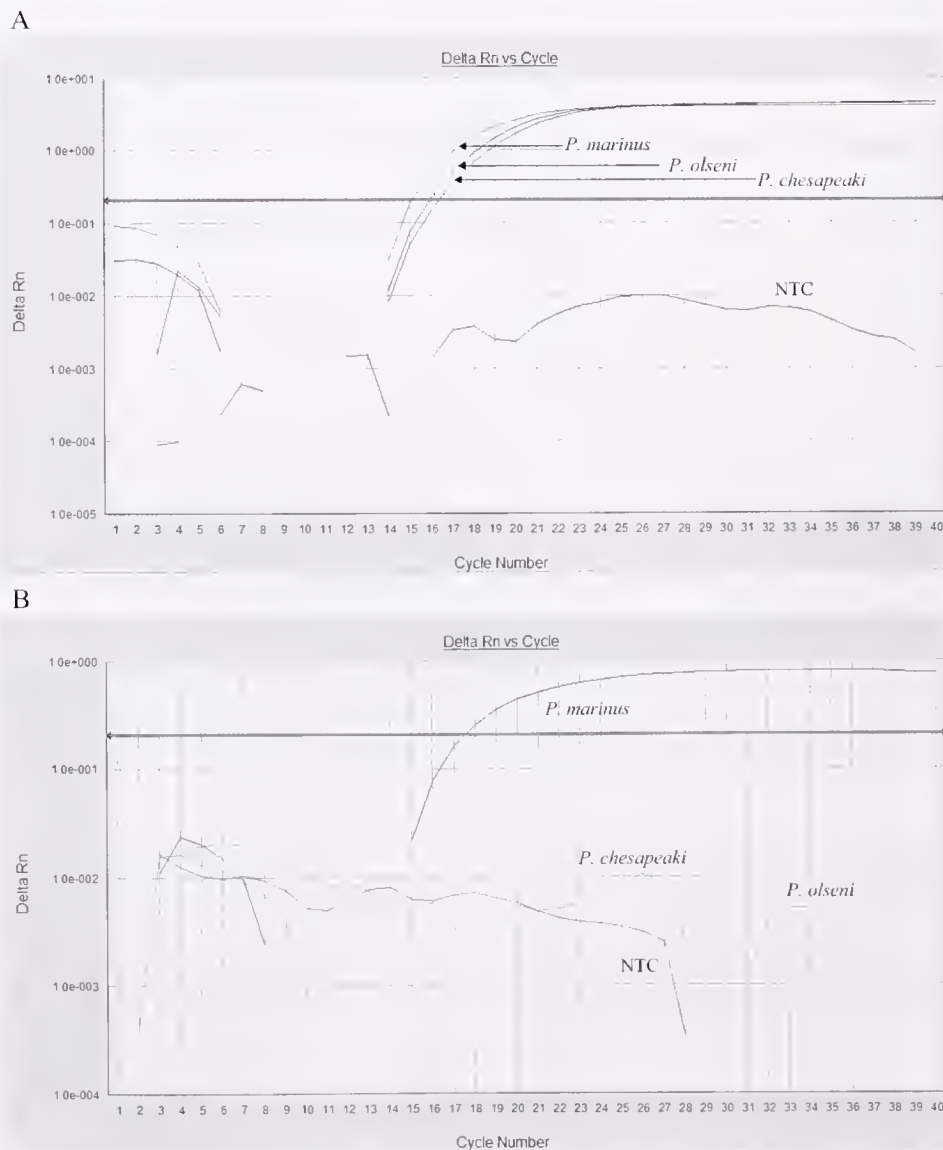 A
Delta Rn vs Cycle
1.0e+001
1.0e+000
1.0e-001
1.0e-002
1.0e-003
1.0e-004
1.0e-005
Delta Rn
P. marinus
P. olseni
P. chesapeaki
NTC
1 2 3 4 5 6 7 8 9 10 11 12 13 14 15 16 17 18 19 20 21 22 23 24 25 26 27 28 29 30 31 32 33 34 35 36 37 38 39 40
Cycle Number
B
Delta Rn vs Cycle
1.0e+000
1.0e-001
1.0e-002
1.0e-003
1.0e-004
Delta Rn
P. marinus
P. chesapeaki
P. olseni
NTC
1 2 3 4 5 6 7 8 9 10 11 12 13 14 15 16 17 18 19 20 21 22 23 24 25 26 27 28 29 30 31 32 33 34 35 36 37 38 39 40
Cycle Number